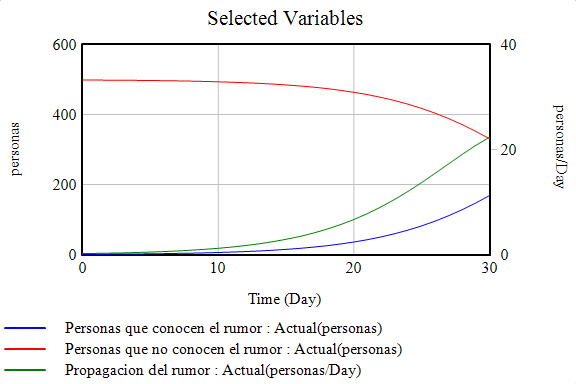 Selected Variables
600
40
400
personas
personas/Day
20
200
0
0
0
10
20
30
Time (Day)
Personas que conocen el rumor : Actual(personas)
Personas que no conocen el rumor : Actual(personas)
Propagacion del rumor : Actual(personas/Day)